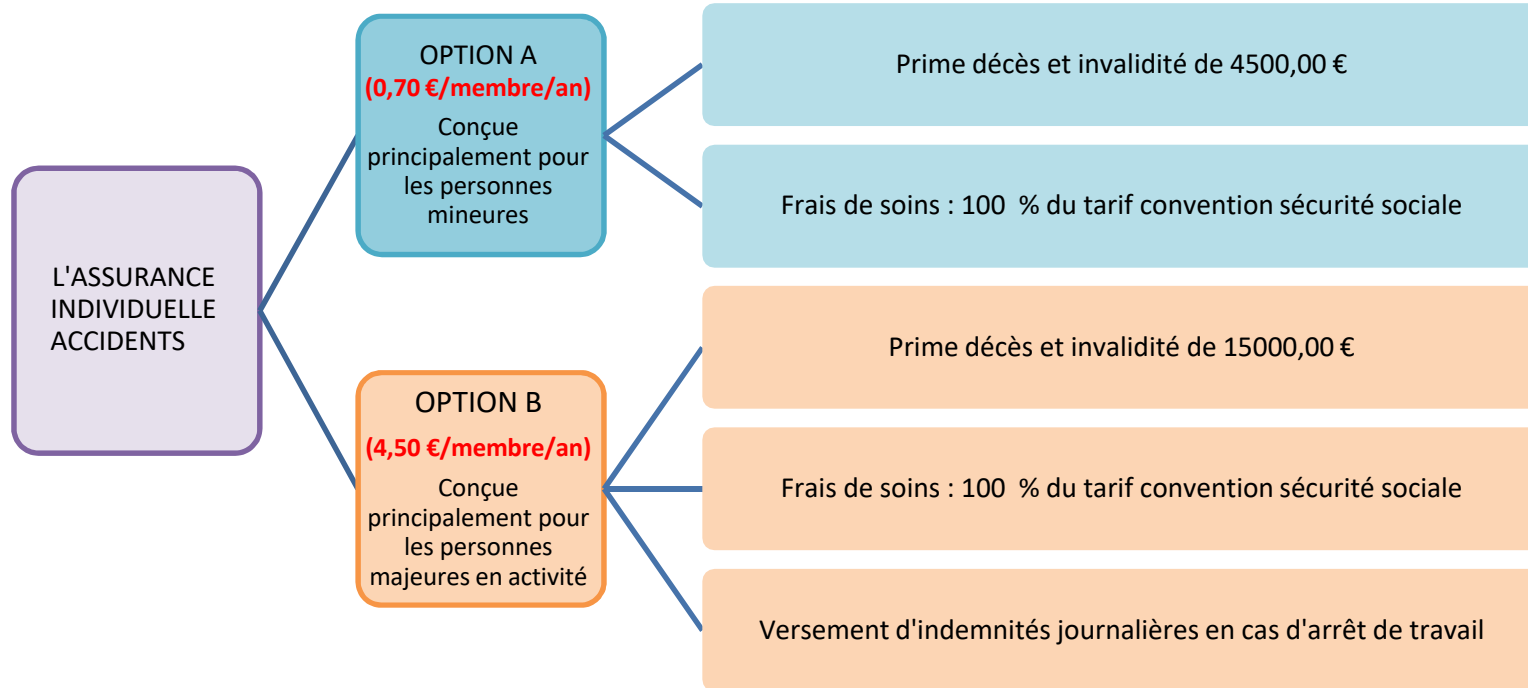 L'ASSURANCE
INDIVIDUELLE
ACCIDENTS
OPTION A
(0,70 €/membre/an)
Conçue
principalement pour
les personnes
mineures
Prime décès et invalidité de 4500,00 €
Frais de soins : 100 % du tarif convention sécurité sociale
OPTION B
(4,50 €/membre/an)
Conçue
principalement pour
les personnes
majeures en activité
Prime décès et invalidité de 15000,00 €
Frais de soins : 100 % du tarif convention sécurité sociale
Versement d'indemnités journalières en cas d'arrêt de travail